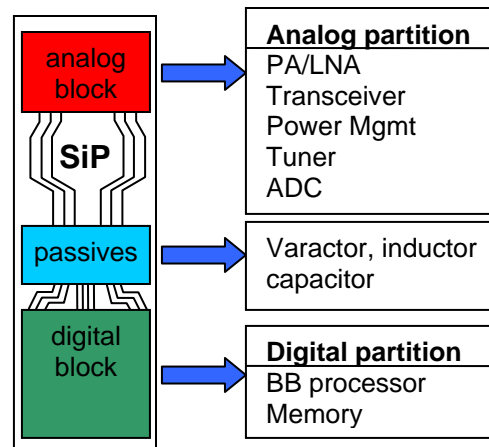 analog
block
SiP
passives
digital
block
Analog partition
PA/LNA
Transceiver
Power Mgmt
Tuner
ADC
Varactor, inductor
capacitor
Digital partition
BB processor
Memory